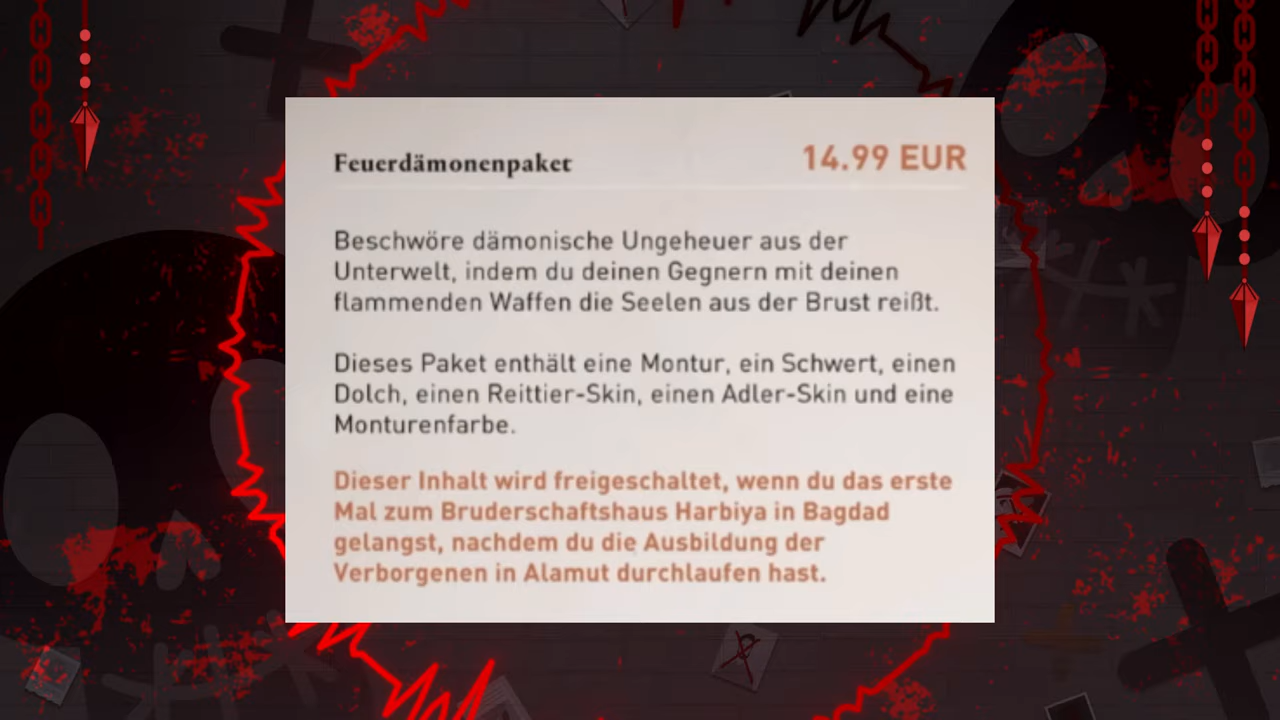 Feuerdämonenpaket 14.99 EUR
Beschwöre dämonische Ungeheuer aus der
Unterwelt, indem du deinen Gegnern mit deinen
flammenden Waffen die Seelen aus der Brust reißt.
Dieses Paket enthält eine Montur, ein Schwert, einen
Dolch, einen Reittier-Skin, einen Adler-Skin und eine
Monturenfarbe.
Dieser Inhalt wird freigeschaltet, wenn du das erste
Mal zum Bruderschaftshaus Harbiya in Bagdad
gelangst, nachdem du die Ausbildung der
Verborgenen in Alamut durchlaufen hast.